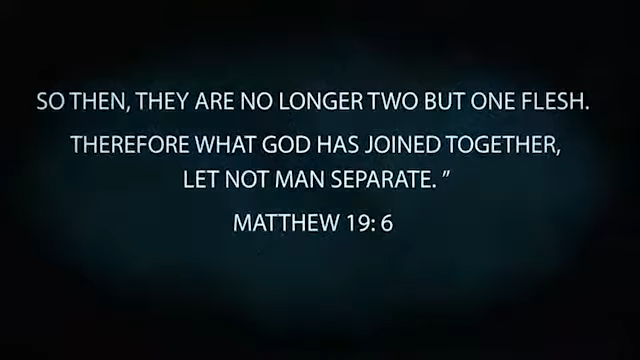 SO THEN, THEY ARE NO LONGER TWO BUT ONE FLESH.
THEREFORE WHAT GOD HAS JOINED TOGETHER,
LET NOT MAN SEPARATE. ”
MATTHEW 19: 6